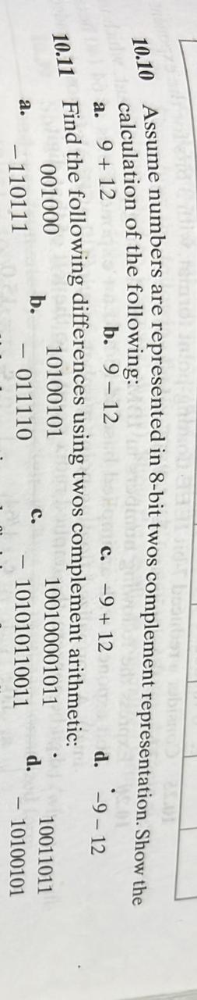 10.10 Assume numbers are represented in 8-bit twos complement representation. Show the
calculation of the following:
a. 9 + 12 b. 9 – 12 c. –9 + 12 d. –9 – 12
10.11 Find the following differences using twos complement arithmetic:
001000 10100101 100100001011 10011011
a. – 110111 b. – 011110 c. – 101010110011 d. – 10100101